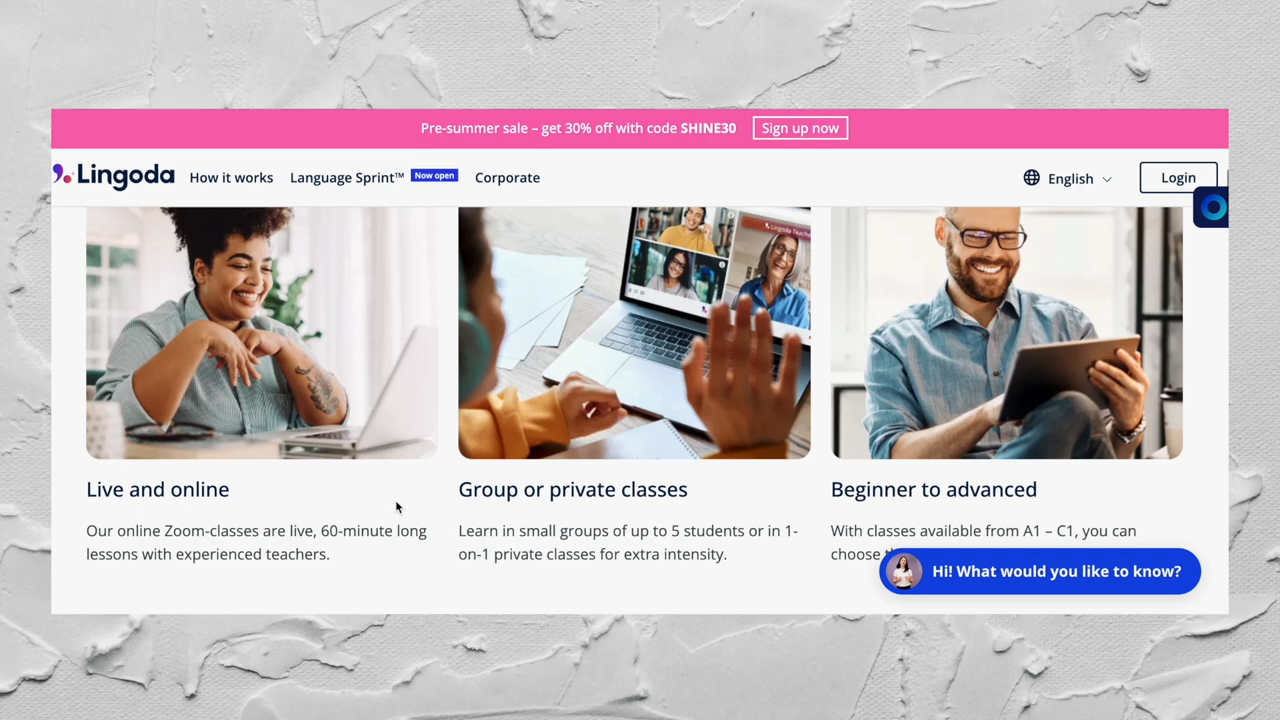 Pre-summer sale – get 30% off with code SHINE30
Sign up now
Lingoda
How it works
Language Sprint™
Now open
Corporate
English
Login
Lingoda Teache
Live and online
Our online Zoom-classes are live, 60-minute long
lessons with experienced teachers.
Group or private classes
Learn in small groups of up to 5 students or in 1-
on-1 private classes for extra intensity.
Beginner to advanced
With classes available from A1 – C1, you can
choose
Hi! What would you like to know?